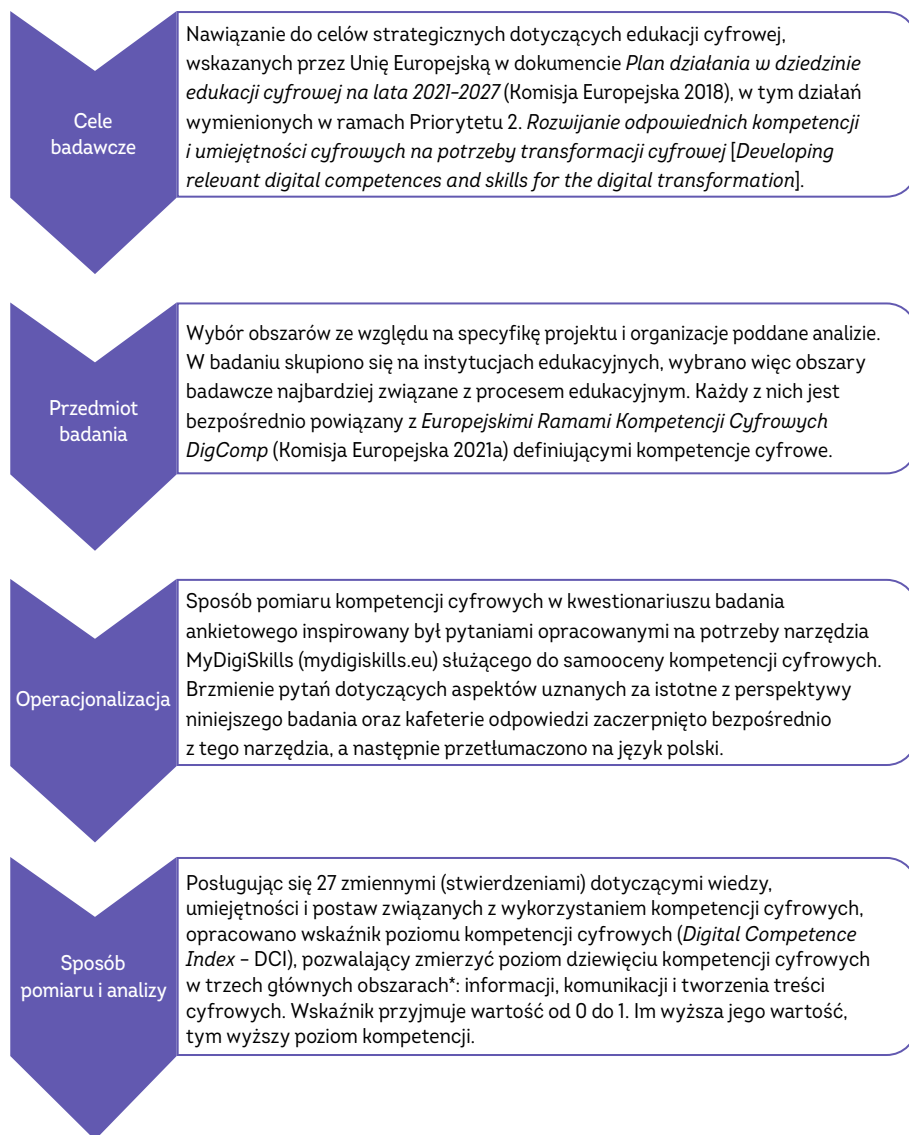 Cele
badawcze
Nawiązanie do celów strategicznych dotyczących edukacji cyfrowej,
wskazanych przez Unię Europejską w dokumencie Plan działania w dziedzinie
edukacji cyfrowej na lata 2021–2027 (Komisja Europejska 2018), w tym działań
wymienionych w ramach Priorytetu 2. Rozwijanie odpowiednich kompetencji
i umiejętności cyfrowych na potrzeby transformacji cyfrowej [Developing
relevant digital competences and skills for the digital transformation].
Przedmiot
badania
Wybór obszarów ze względu na specyfikę projektu i organizacje poddane analizie.
W badaniu skupiono się na instytucjach edukacyjnych, wybrano więc obszary
badawcze najbardziej związane z procesem edukacyjnym. Każdy z nich jest
bezpośrednio powiązany z Europejskimi Ramami Kompetencji Cyfrowych
DigComp (Komisja Europejska 2021a) definiującymi kompetencje cyfrowe.
Operacjonalizacja
Sposób pomiaru kompetencji cyfrowych w kwestionariuszu badania
ankietowego inspirowany był pytaniami opracowanymi na potrzeby narzędzia
MyDigiSkills (mydigiskills.eu) służącego do samooceny kompetencji cyfrowych.
Brzmienie pytań dotyczących aspektów uznanych za istotne z perspektywy
niniejszego badania oraz kafeterie odpowiedzi zaczerpnięto bezpośrednio
z tego narzędzia, a następnie przetłumaczono na język polski.
Sposób
pomiaru i analizy
Posługując się 27 zmiennymi (stwierdzeniami) dotyczącymi wiedzy,
umiejętności i postaw związanych z wykorzystaniem kompetencji cyfrowych,
opracowano wskaźnik poziomu kompetencji cyfrowych (Digital Competence
Index – DCI), pozwalający zmierzyć poziom dziewięciu kompetencji cyfrowych
w trzech głównych obszarach*: informacji, komunikacji i tworzenia treści
cyfrowych. Wskaźnik przyjmuje wartość od 0 do 1. Im wyższa jego wartość,
tym wyższy poziom kompetencji.